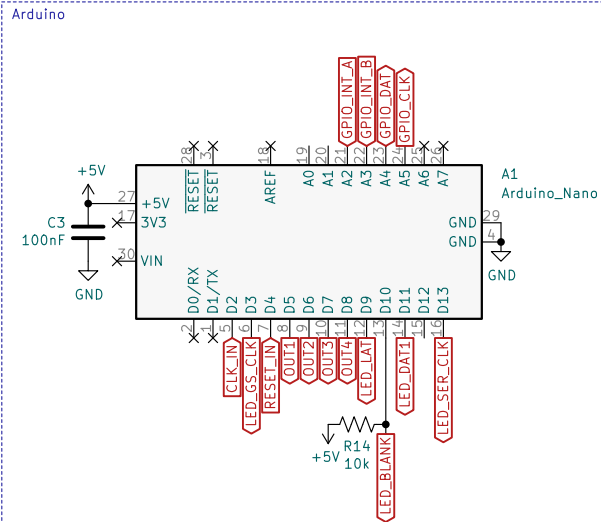 Arduino
GPIO_INT_A
GPIO_INT_B
GPIO_DAT
GPIO_CLK
28
3
18
19
20
21
22
23
24
25
26
RESET
RESET
AREF
A0
A1
A2
A3
A4
A5
A6
A7
A1
Arduino_Nano
+5V
27
+5V
17
3V3
C3
100nF
30
VIN
GND
GND
29
GND
4
GND
D0/RX
D1/TX
D2
D3
D4
D5
D6
D7
D8
D9
D10
D11
D12
D13
2
1
5
6
7
8
9
10
11
12
13
14
15
16
CLK_IN
LED_GS_CLK
RESET_IN
OUT1
OUT2
OUT3
OUT4
LED_LAT
LED_DAT1
LED_SER_CLK
+5V
R14
10k
LED_BLANK